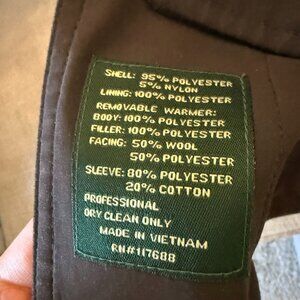 SHELL: 95% POLYESTER
5% NYLON
LINING: 100% POLYESTER
REMOVABLE WARMER:
BODY: 100% POLYESTER
FILLER: 100% POLYESTER
FACING: 50% WOOL
50% POLYESTER
SLEEVE: 80% POLYESTER
20% COTTON
PROFESSIONAL
DRY CLEAN ONLY
MADE IN VIETNAM
RN#117688